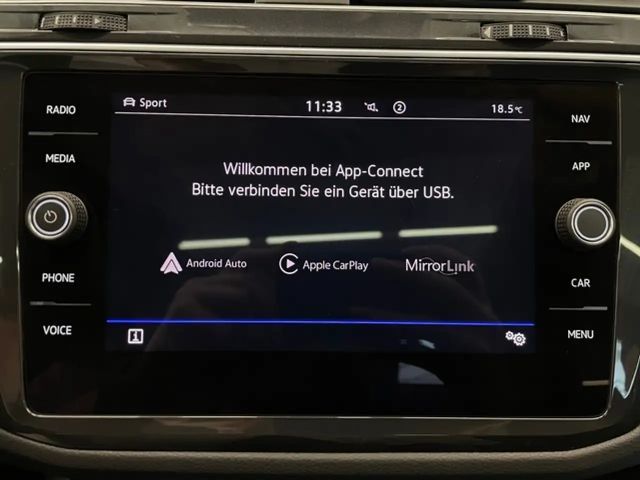 RADIO
MEDIA
PHONE
VOICE
Sport
11:33
2
18.5°C
Willkommen bei App-Connect
Bitte verbinden Sie ein Gerät über USB.
Android Auto
Apple CarPlay
MirrorLink
i
NAV
APP
CAR
MENU